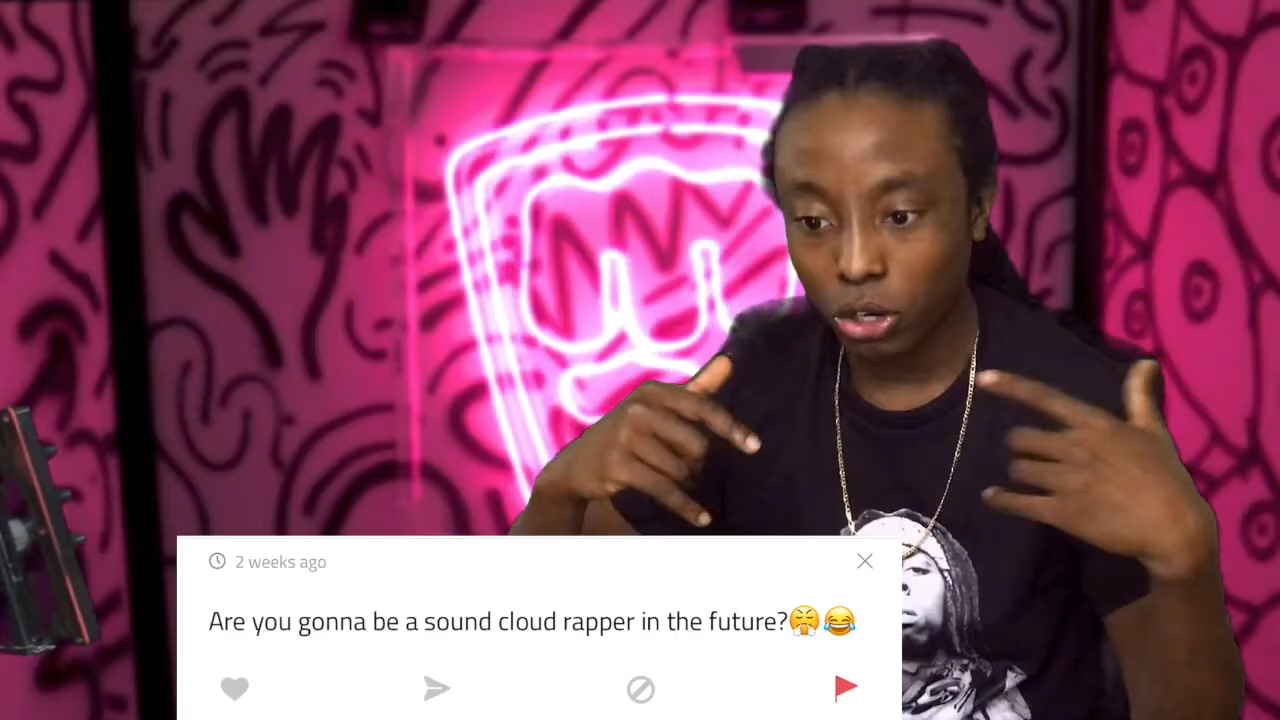 2 weeks ago
Are you gonna be a sound cloud rapper in the future?😤😂